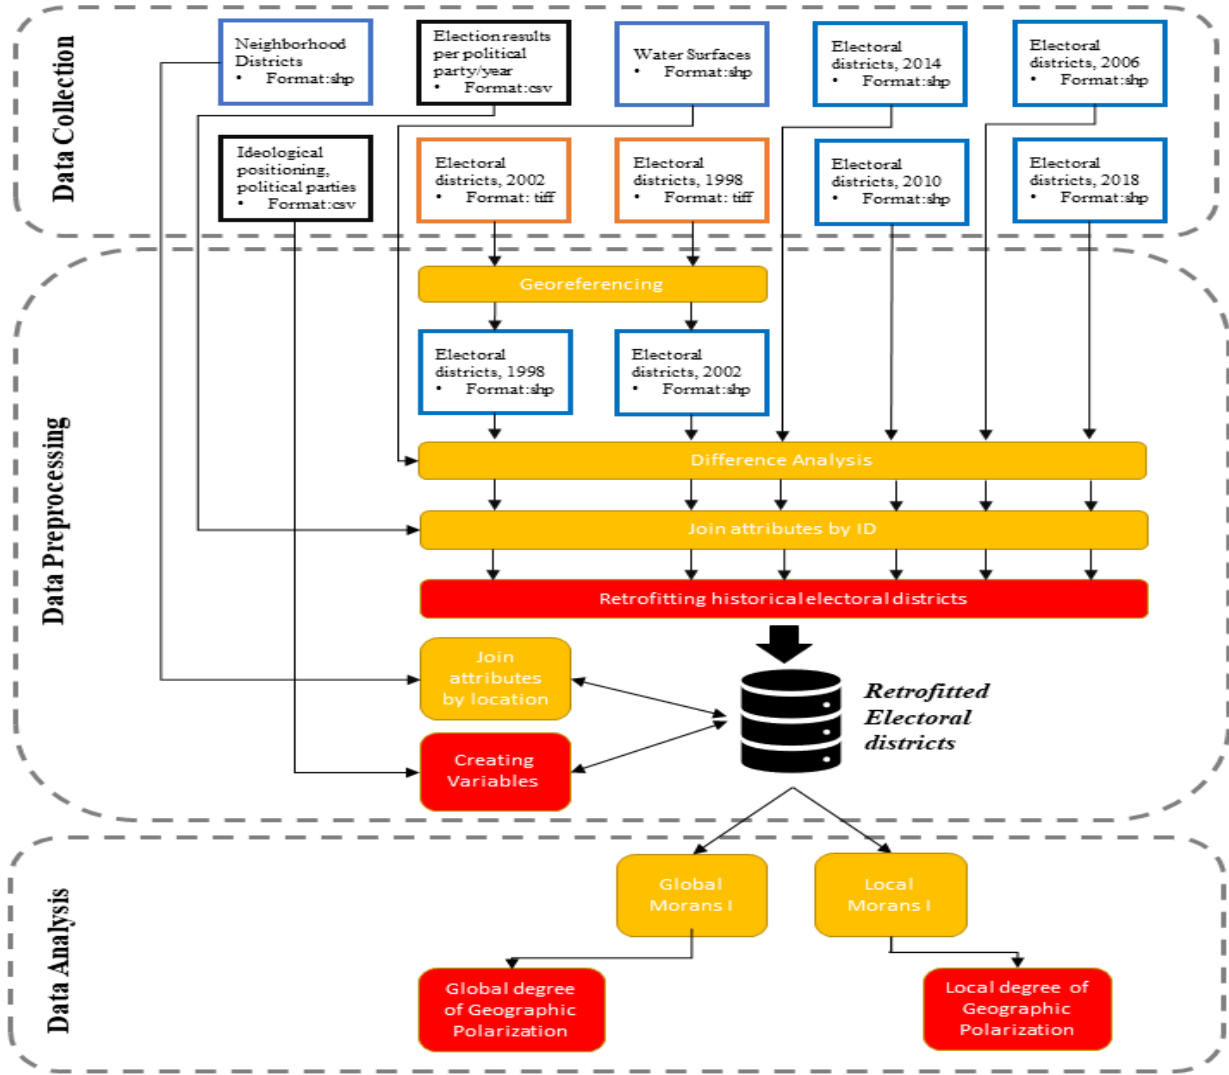 Data Collection
Neighborhood
Districts
• Format:shp
Election results
per political
party/year
• Format:csv
Water Surfaces
• Format:shp
Electoral
districts, 2014
• Format:shp
Electoral
districts, 2006
• Format:shp
Ideological
positioning,
political parties
• Format:csv
Electoral
districts, 2002
• Format: tiff
Electoral
districts, 1998
• Format: tiff
Electoral
districts, 2010
• Format:shp
Electoral
districts, 2018
• Format:shp
Data Preprocessing
Georeferencing
Electoral
districts, 1998
• Format:shp
Electoral
districts, 2002
• Format:shp
Difference Analysis
Join attributes by ID
Retrofitting historical electoral districts
Join
attributes
by location
Creating
Variables
Retrofitted
Electoral
districts
Data Analysis
Global
Morans I
Local
Morans I
Global degree
of Geographic
Polarization
Local degree of
Geographic
Polarization